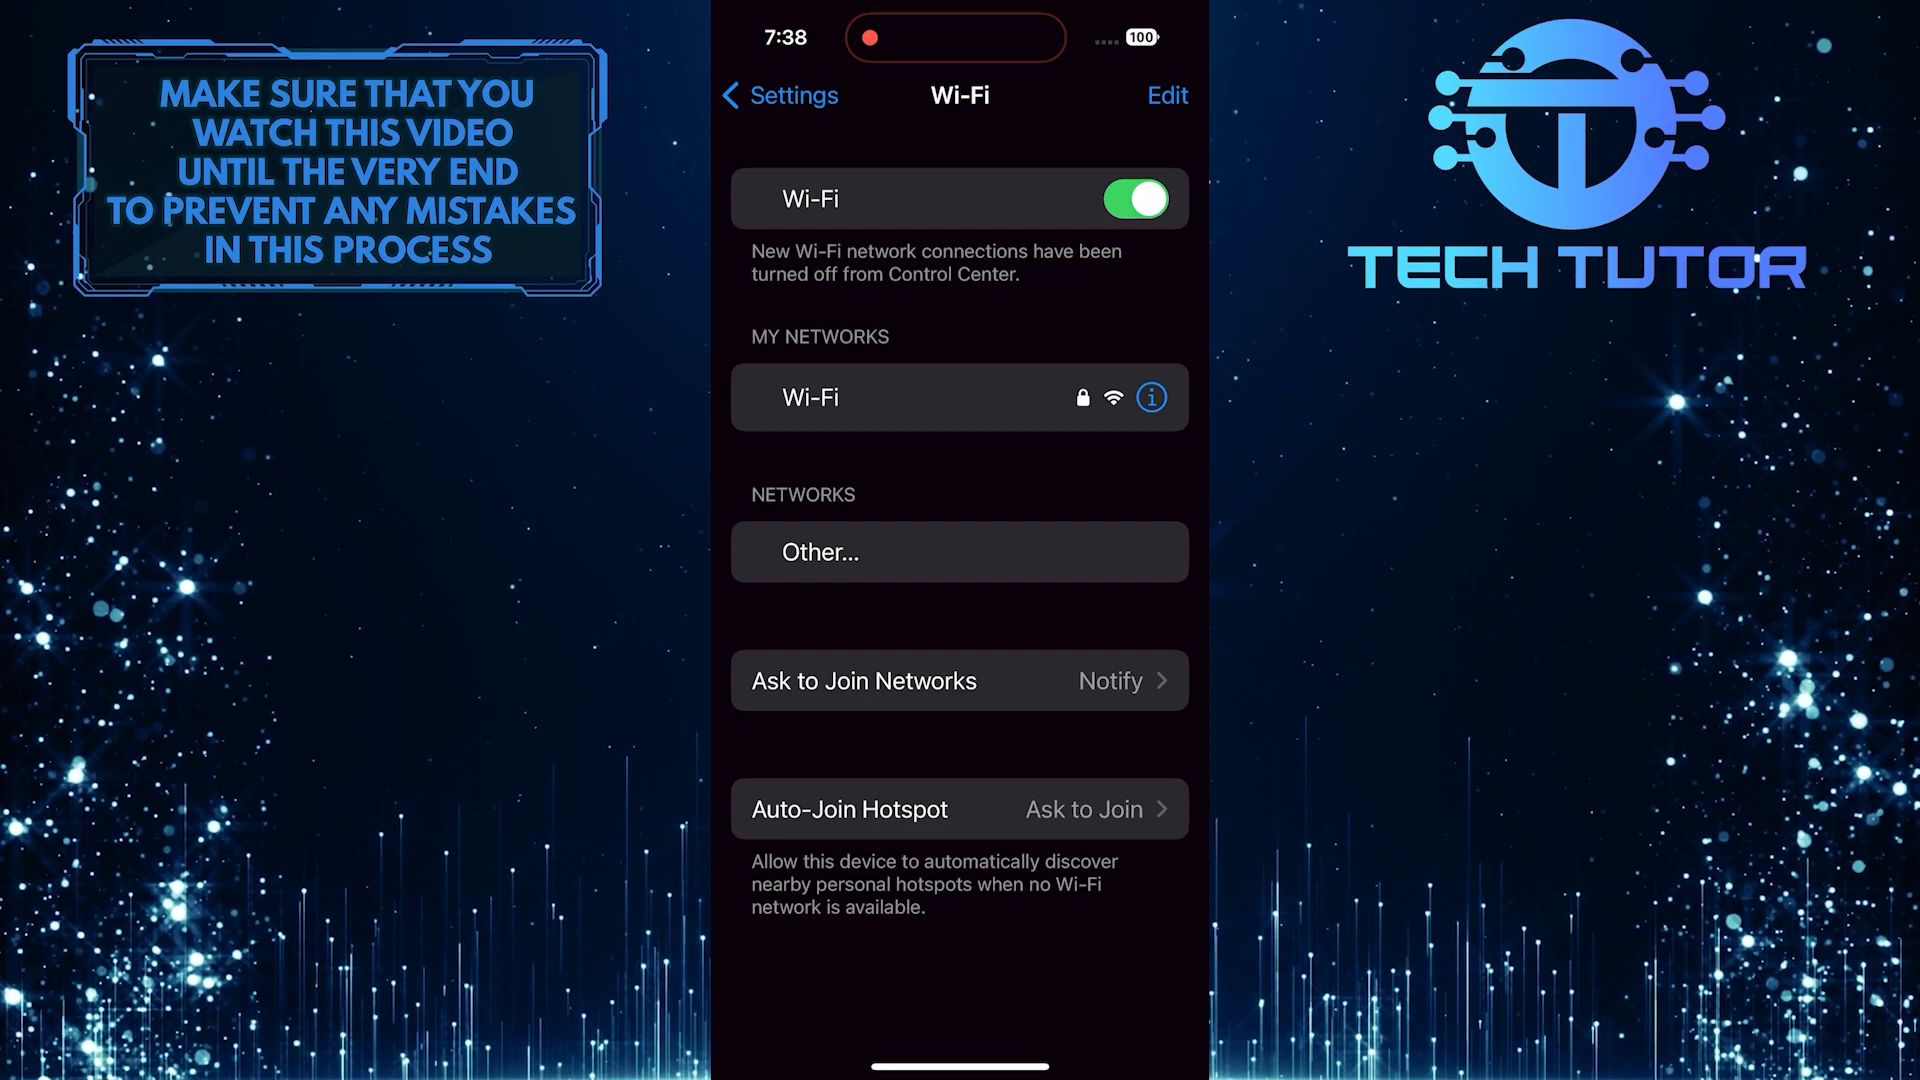 MAKE SURE THAT YOU
WATCH THIS VIDEO
UNTIL THE VERY END
TO PREVENT ANY MISTAKES
IN THIS PROCESS
7:38
100
Settings
Wi-Fi
Edit
Wi-Fi
New Wi-Fi network connections have been
turned off from Control Center.
MY NETWORKS
Wi-Fi
NETWORKS
Other...
Ask to Join Networks
Notify
Auto-Join Hotspot
Ask to Join
Allow this device to automatically discover
nearby personal hotspots when no Wi-Fi
network is available.
TECH TUTOR